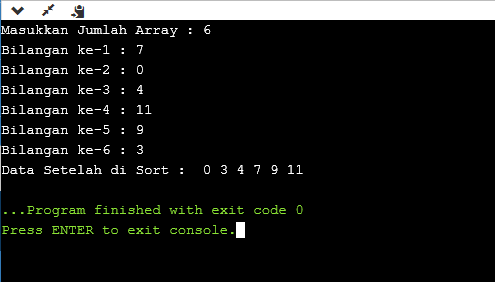 Masukkan Jumlah Array : 6
Bilangan ke-1 : 7
Bilangan ke-2 : 0
Bilangan ke-3 : 4
Bilangan ke-4 : 11
Bilangan ke-5 : 9
Bilangan ke-6 : 3
Data Setelah di Sort :  0 3 4 7 9 11
...Program finished with exit code 0
Press ENTER to exit console.